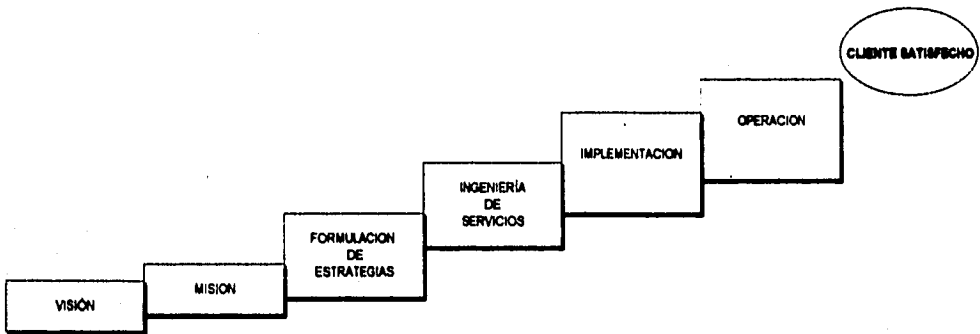 CLIENTE SATISFECHO
OPERACION
IMPLEMENTACION
INGENIERÍA
DE
SERVICIOS
FORMULACION
DE
ESTRATEGIAS
MISION
VISIÓN